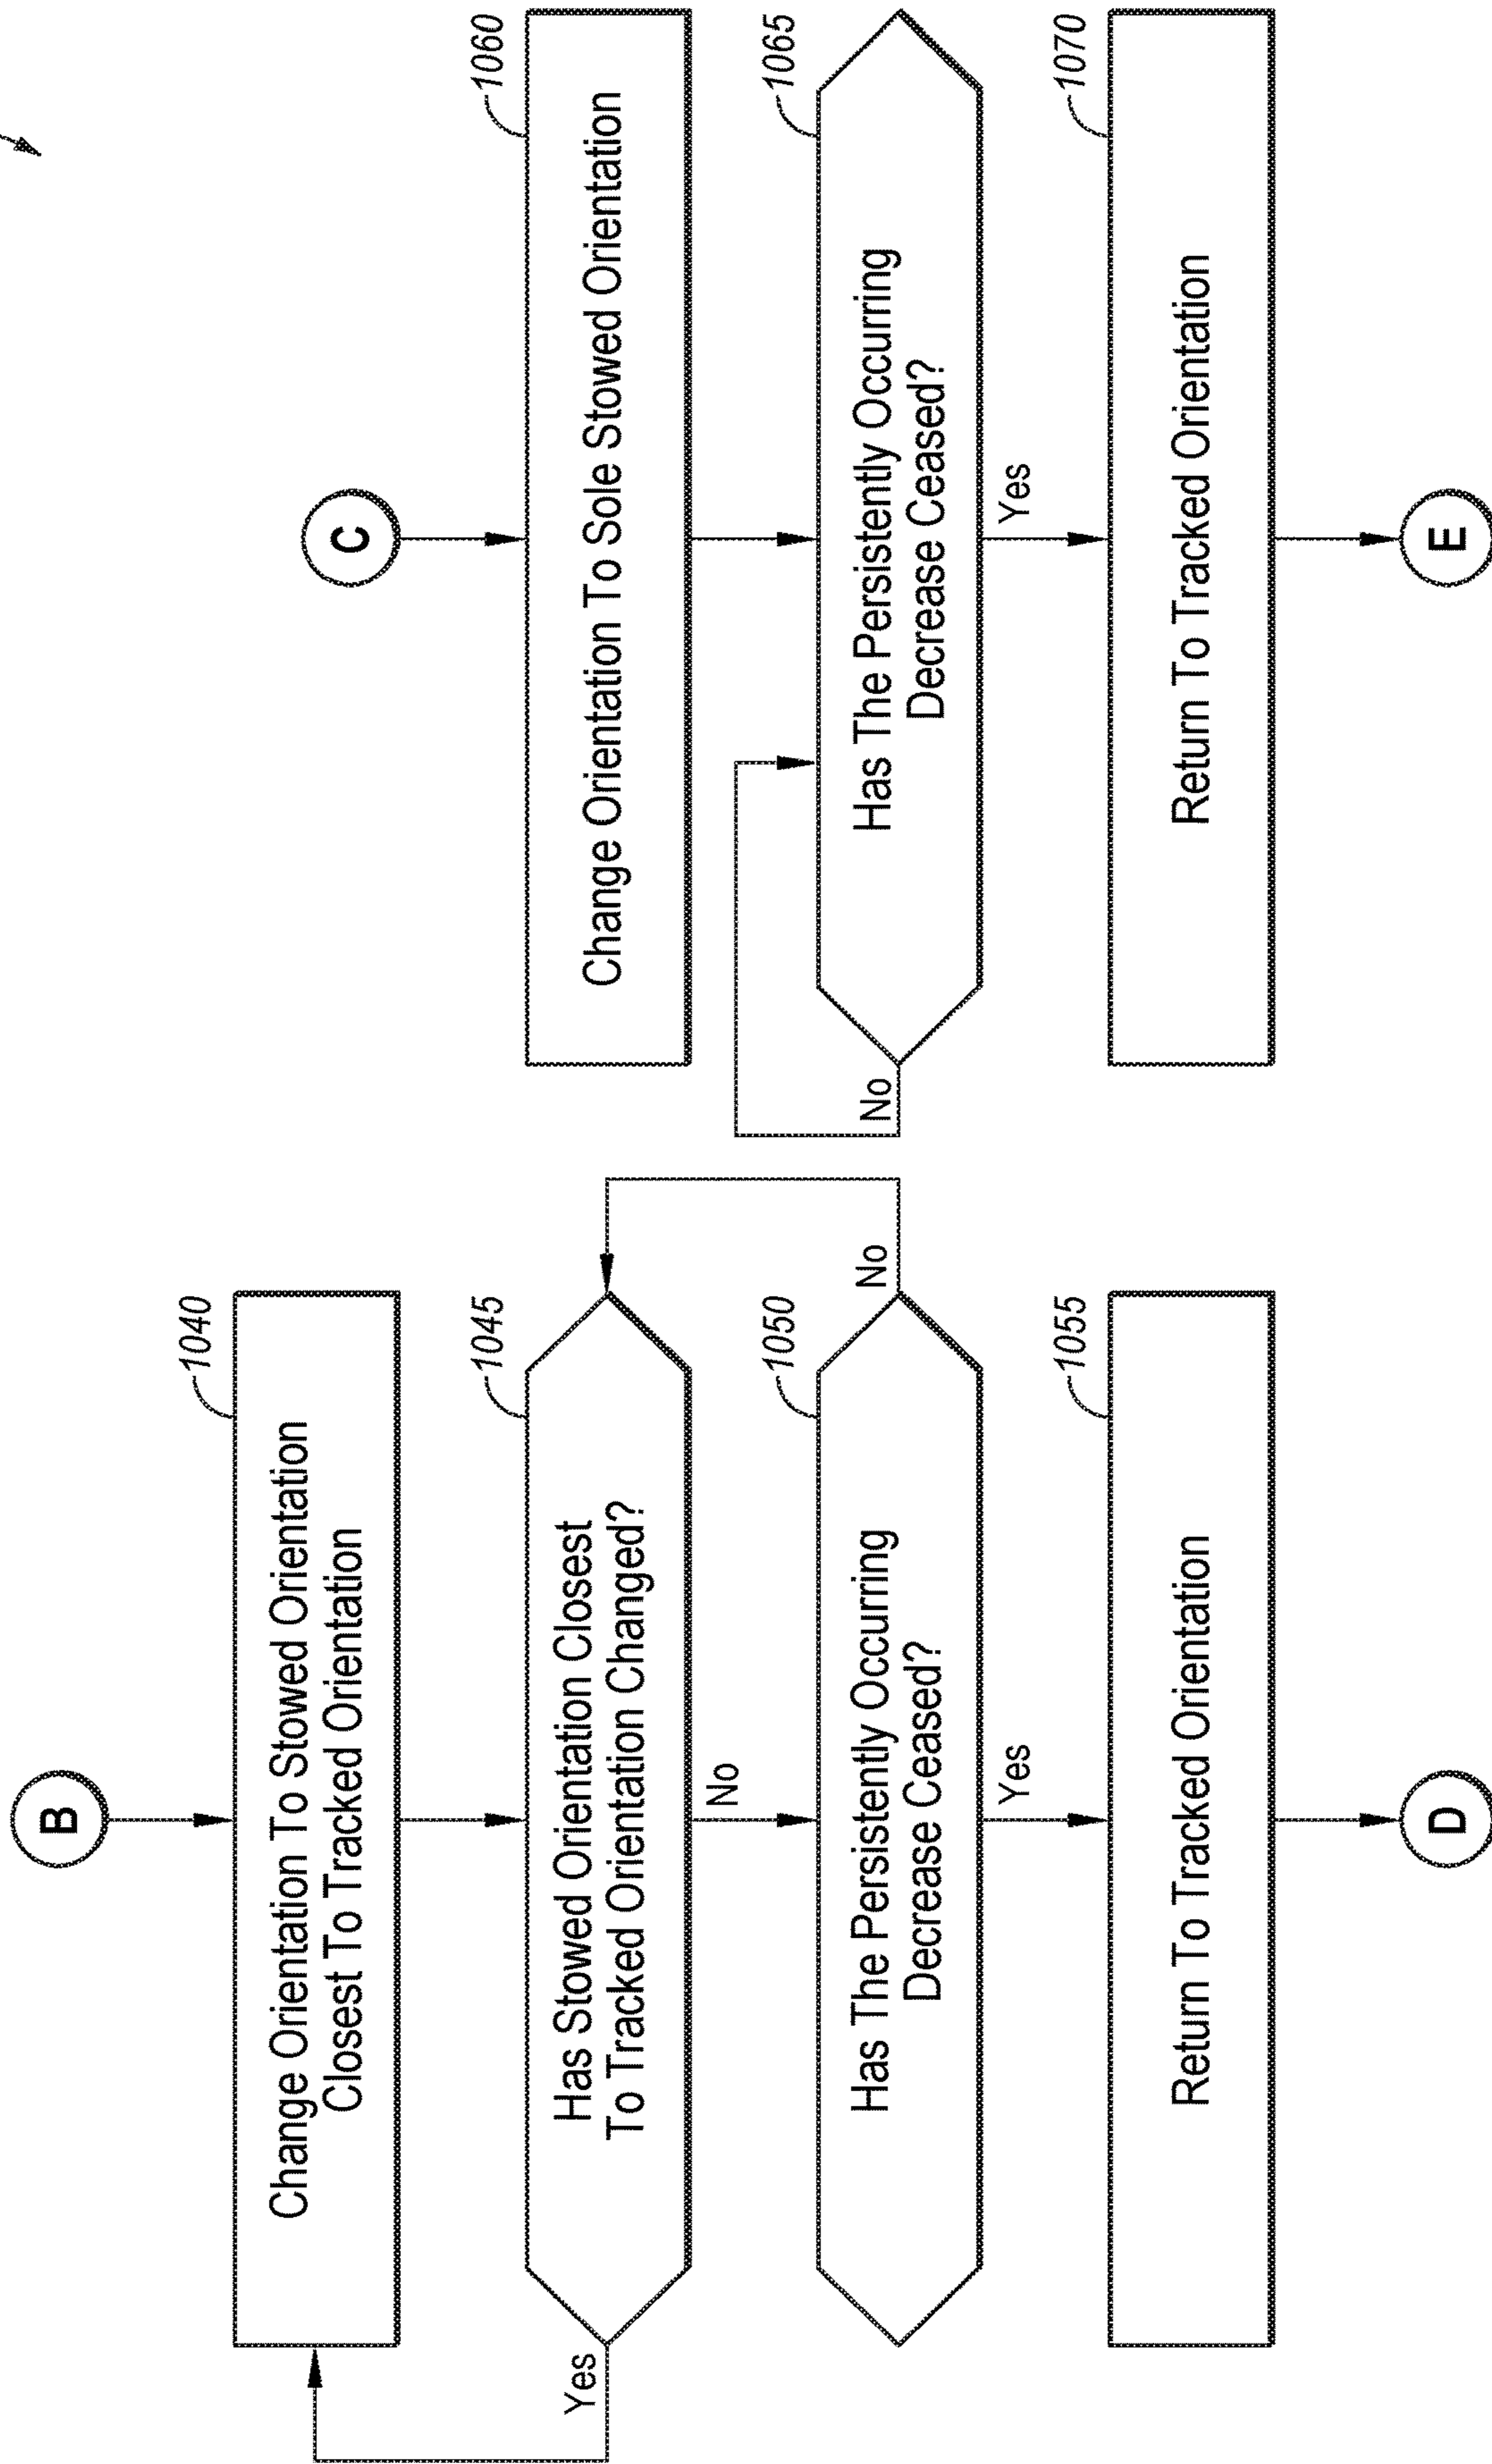 B
1040
Change Orientation To Stowed Orientation
Closest To Tracked Orientation
1045
Has Stowed Orientation Closest
To Tracked Orientation Changed?
Yes
No
1050
Has The Persistently Occurring
Decrease Ceased?
No
Yes
1055
Return To Tracked Orientation
D
C
1060
Change Orientation To Sole Stowed Orientation
1065
Has The Persistently Occurring
Decrease Ceased?
No
Yes
1070
Return To Tracked Orientation
E